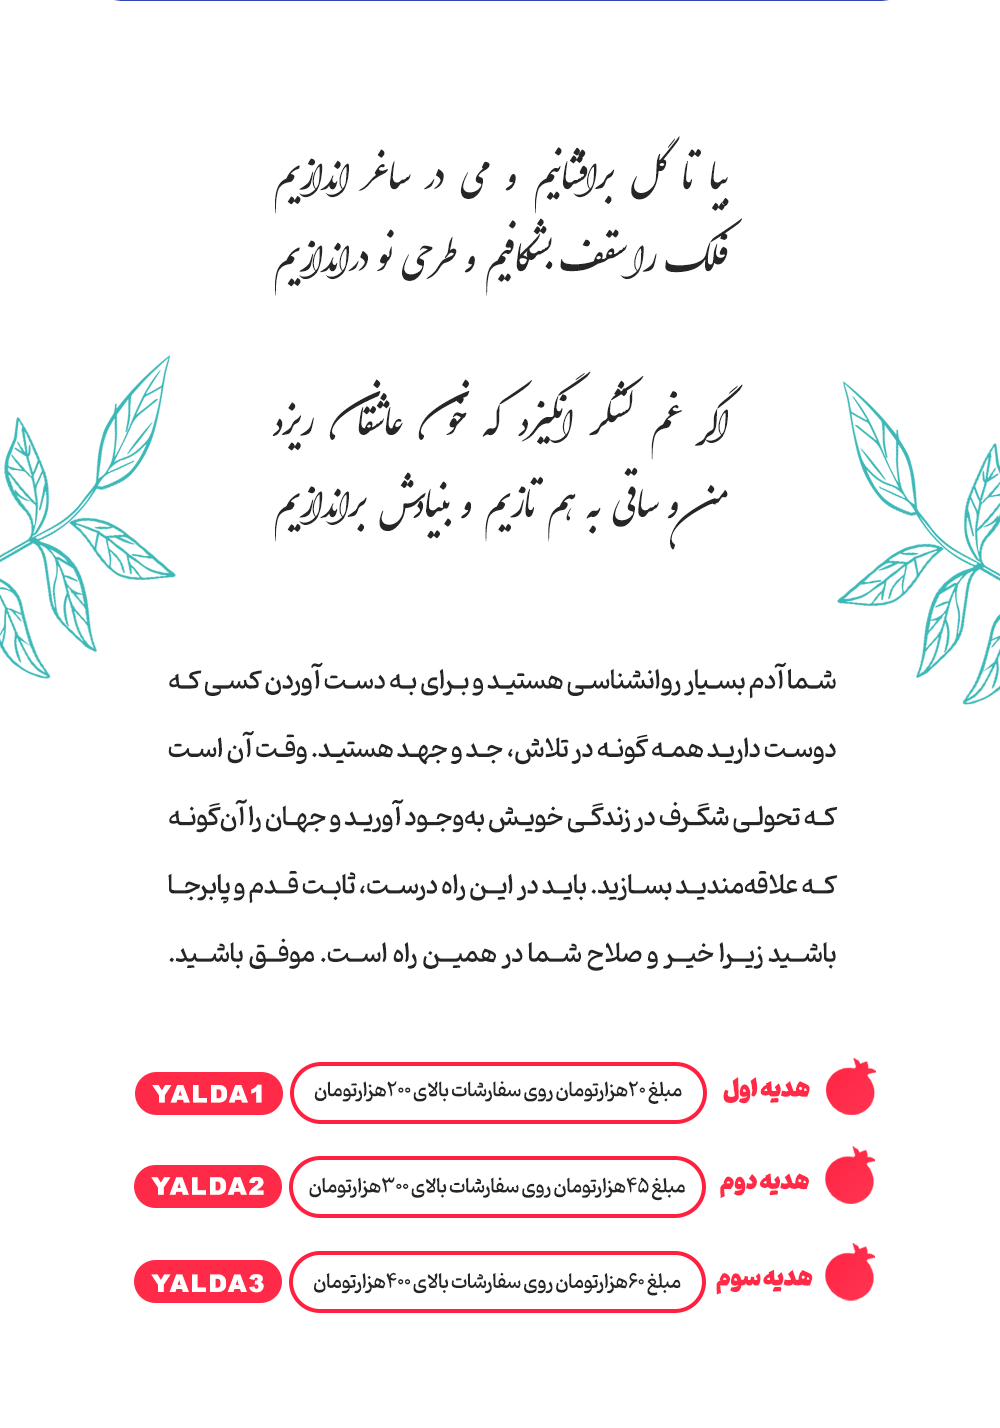 بیا تا گل برافشانیم و می در ساغر اندازیم
فلک را سقف بشکافیم و طرحی نو دراندازیم
اگر غم لشکر انگیزد که خون عاشقان ریزد
من و ساقی به هم تازیم و بنیادش براندازیم
شما آدم بسیار روانشناسی هستید و برای به دست آوردن کسی که
دوست دارید همه گونه در تلاش، جد و جهد هستید. وقت آن است
که تحولی شگرف در زندگی خویش به‌وجود آورید و جهان را آن‌گونه
که علاقه‌مندید بسازید. باید در این راه درست، ثابت قدم و پابرجا
باشید زیرا خیر و صلاح شما در همین راه است. موفق باشید.
هدیه اول مبلغ ۲۰هزارتومان روی سفارشات بالای ۲۰۰هزارتومان YALDA1
هدیه دوم مبلغ ۴۵هزارتومان روی سفارشات بالای ۳۰۰هزارتومان YALDA2
هدیه سوم مبلغ ۶۰هزارتومان روی سفارشات بالای ۴۰۰هزارتومان YALDA3